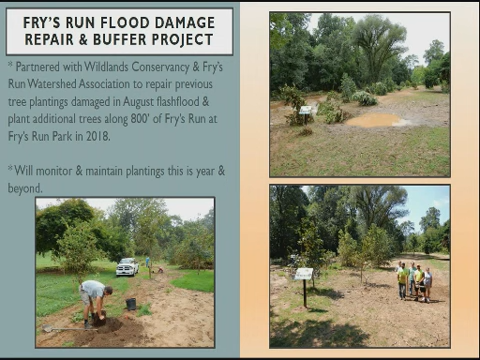 FRY'S RUN FLOOD DAMAGE
REPAIR & BUFFER PROJECT
* Partnered with Wildlands Conservancy & Fry's
Run Watershed Association to repair previous
tree plantings damaged in August flashflood &
plant additional trees along 800' of Fry's Run at
Fry's Run Park in 2018.
*Will monitor & maintain plantings this is year &
beyond.